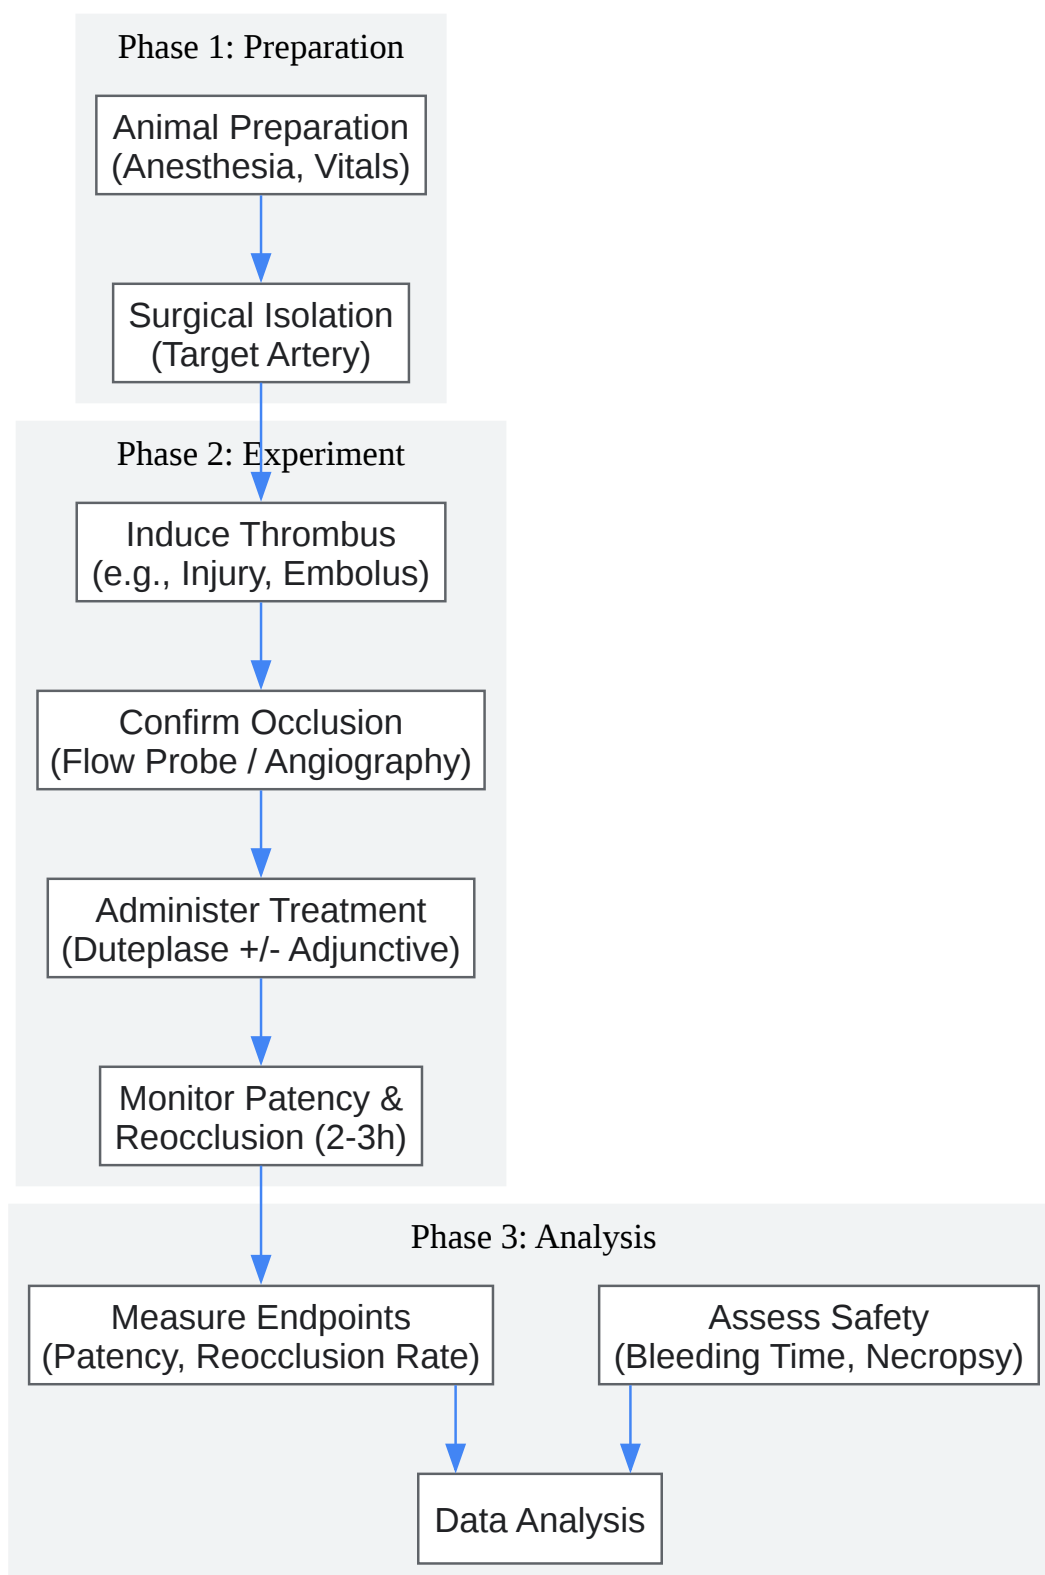 Phase 1: Preparation
Animal Preparation
(Anesthesia, Vitals)
Surgical Isolation
(Target Artery)
Phase 2: Experiment
Induce Thrombus
(e.g., Injury, Embolus)
Confirm Occlusion
(Flow Probe / Angiography)
Administer Treatment
(Duteplase +/- Adjunctive)
Monitor Patency &
Reocclusion (2-3h)
Phase 3: Analysis
Measure Endpoints
(Patency, Reocclusion Rate)
Assess Safety
(Bleeding Time, Necropsy)
Data Analysis